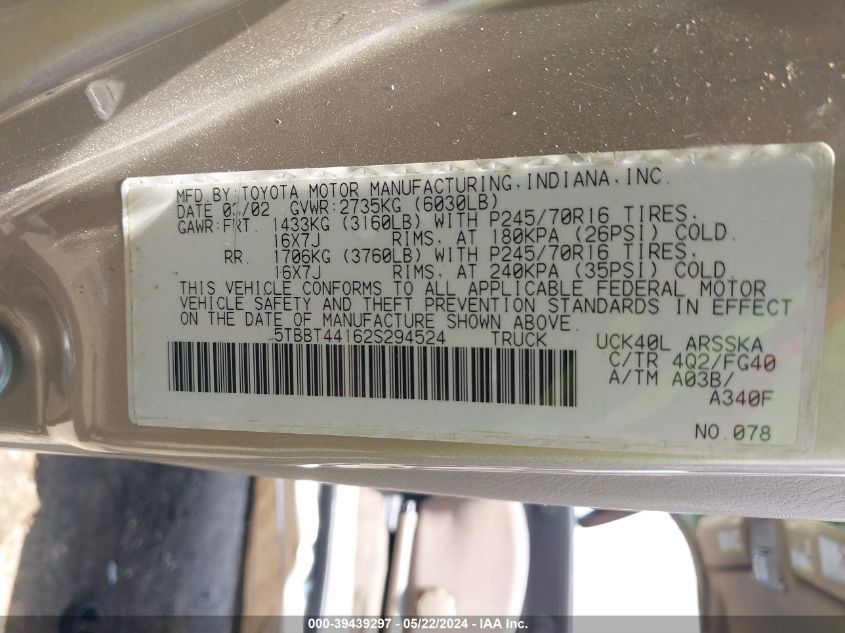 MFD.BY:TOYOTA MOTOR MANUFACTURING,INDIANA,INC.
DATE 03/02 GVWR:2735KG (6030LB)
GAWR:FRT. 1433KG (3160LB) WITH P245/70R16 TIRES,
16X7J RIMS, AT 180KPA (26PSI) COLD.
RR. 1706KG (3760LB) WITH P245/70R16 TIRES,
16X7J RIMS, AT 240KPA (35PSI) COLD.
THIS VEHICLE CONFORMS TO ALL APPLICABLE FEDERAL MOTOR
VEHICLE SAFETY AND THEFT PREVENTION STANDARDS IN EFFECT
ON THE DATE OF MANUFACTURE SHOWN ABOVE.
5TBBT44162S294524 TRUCK UCK40L ARSSKA
C/TR 4Q2/FG40
A/TM A03B/
A340F
NO.078
000-39439297 - 05/22/2024 - IAA Inc.